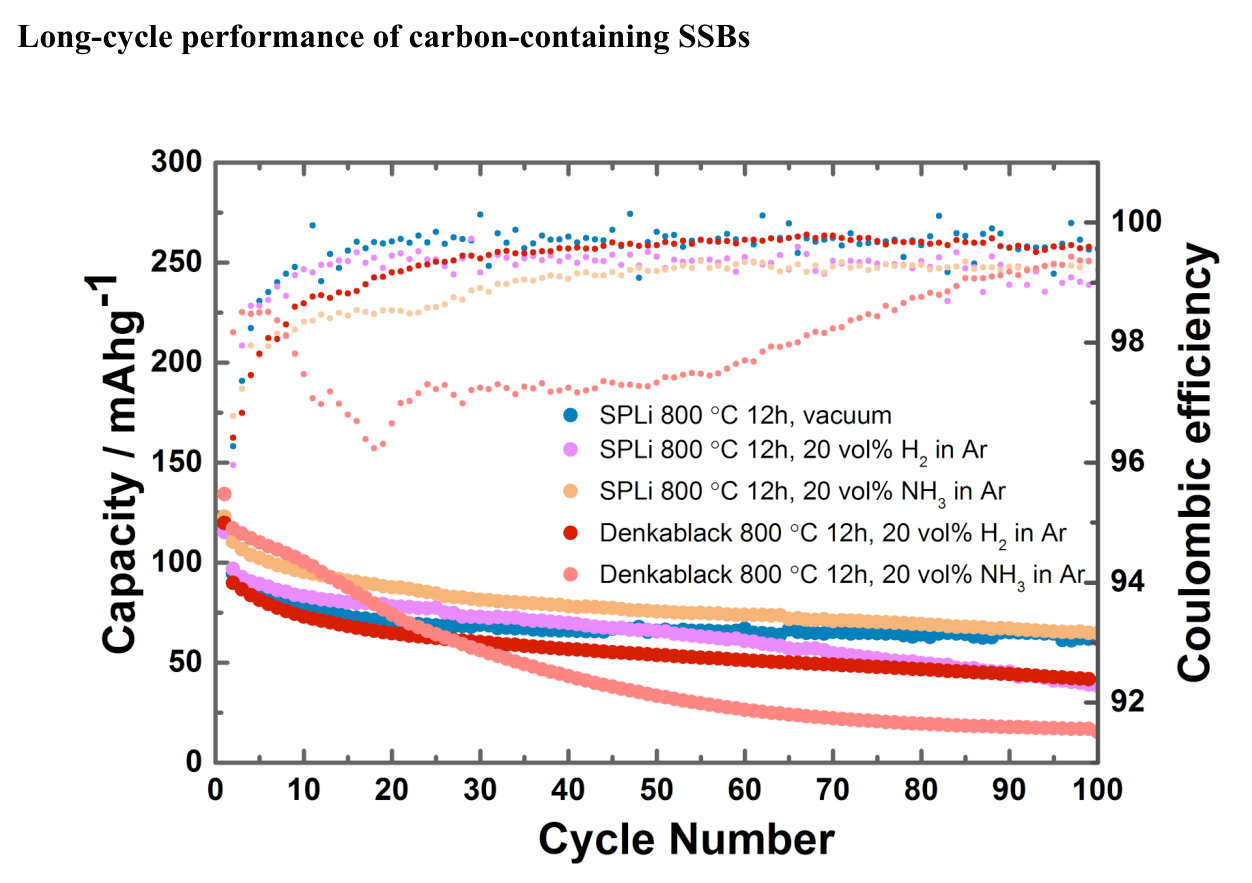 Long-cycle performance of carbon-containing SSBs
300
250
200
150
100
50
0
Capacity / mAhg-1
100
98
96
94
92
Coulombic efficiency
SPLi 800 °C 12h, vacuum
SPLi 800 °C 12h, 20 vol% H2 in Ar
SPLi 800 °C 12h, 20 vol% NH3 in Ar
Denkablack 800 °C 12h, 20 vol% H2 in Ar
Denkablack 800 °C 12h, 20 vol% NH3 in Ar
0 10 20 30 40 50 60 70 80 90 100
Cycle Number